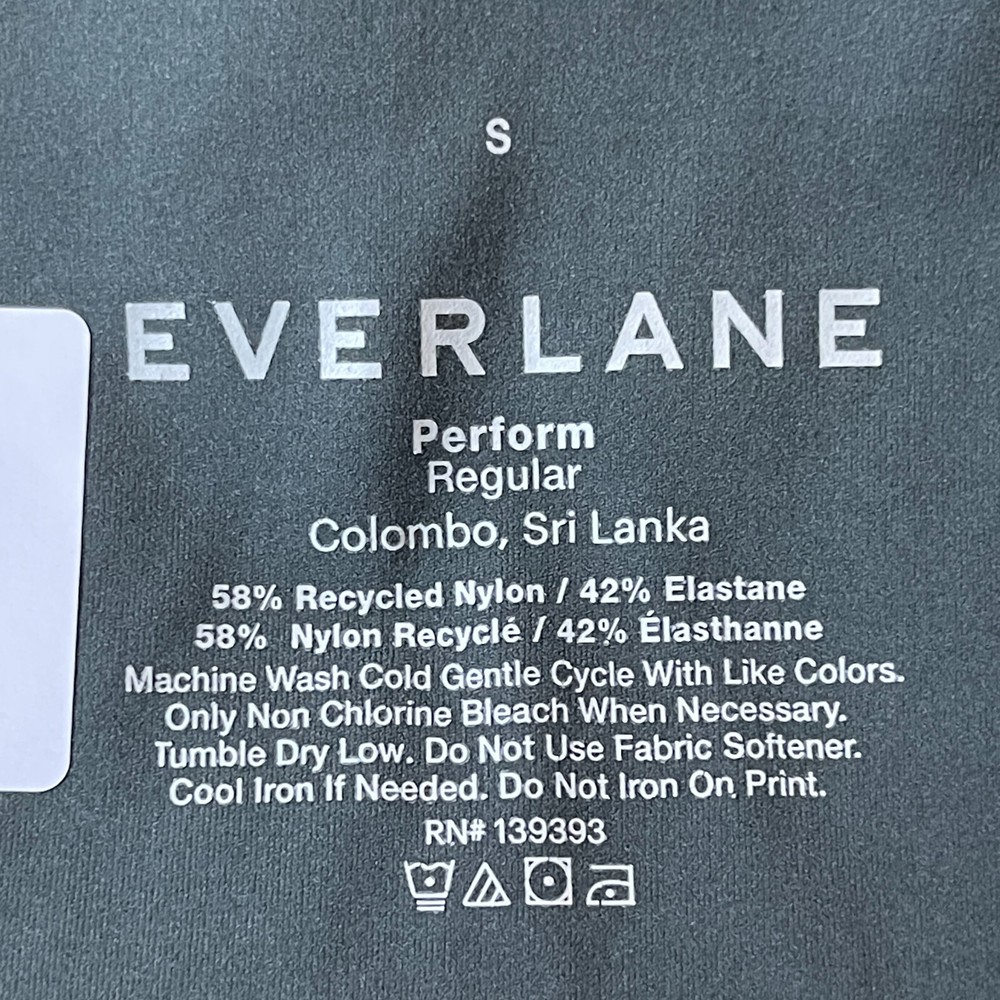 S
EVERLANE
Perform
Regular
Colombo, Sri Lanka
58% Recycled Nylon / 42% Elastane
58% Nylon Recyclé / 42% Élasthanne
Machine Wash Cold Gentle Cycle With Like Colors.
Only Non Chlorine Bleach When Necessary.
Tumble Dry Low. Do Not Use Fabric Softener.
Cool Iron If Needed. Do Not Iron On Print.
RN# 139393